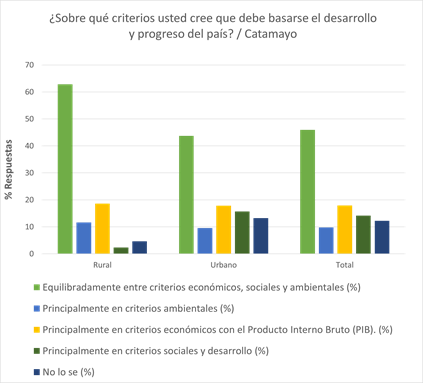 ¿Sobre qué criterios usted cree que debe basarse el desarrollo
y progreso del país? / Catamayo
% Respuestas
70
60
50
40
30
20
10
0
Rural
Urbano
Total
Equilibradamente entre criterios económicos, sociales y ambientales (%)
Principalmente en criterios ambientales (%)
Principalmente en criterios económicos con el Producto Interno Bruto (PIB). (%)
Principalmente en criterios sociales y desarrollo (%)
No lo se (%)